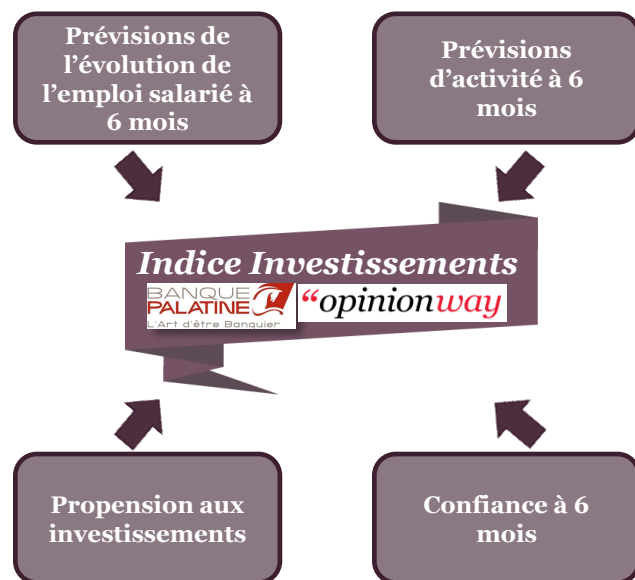 Prévisions de
l’évolution de
l’emploi salarié à
6 mois
Prévisions
d’activité à 6
mois
Indice Investissements
BANQUE
PALATINE
L'Art d'être Banquier
“opinionway
Propension aux
investissements
Confiance à 6
mois